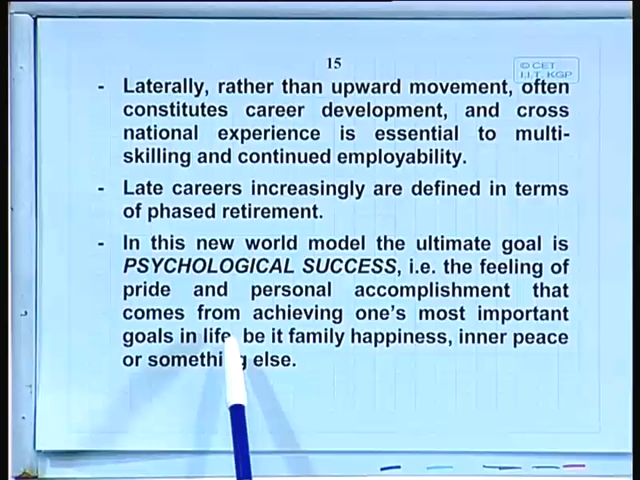 15
© CET
I.I.T. KGP
- Laterally, rather than upward movement, often
constitutes career development, and cross
national experience is essential to multi-
skilling and continued employability.
- Late careers increasingly are defined in terms
of phased retirement.
- In this new world model the ultimate goal is
PSYCHOLOGICAL SUCCESS, i.e. the feeling of
pride and personal accomplishment that
comes from achieving one's most important
goals in life, be it family happiness, inner peace
or something else.